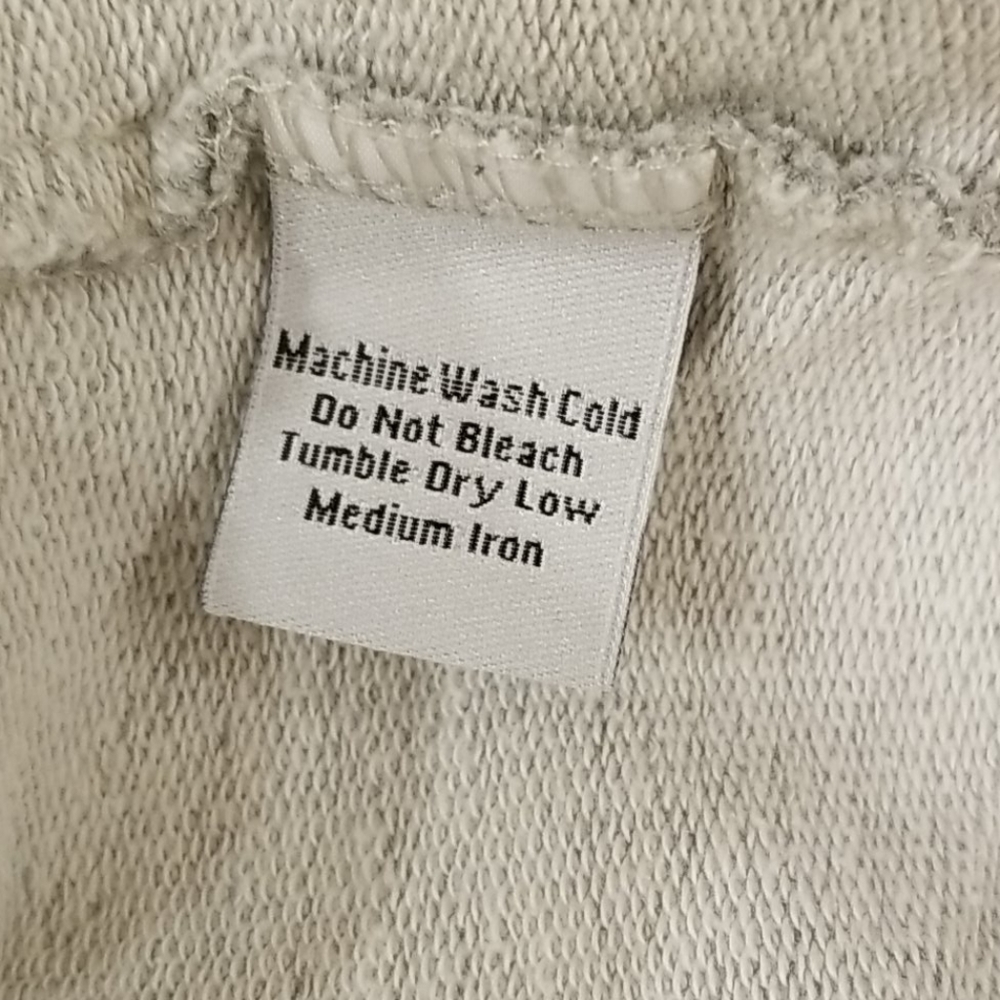 Machine Wash Cold
Do Not Bleach
Tumble Dry Low
Medium Iron